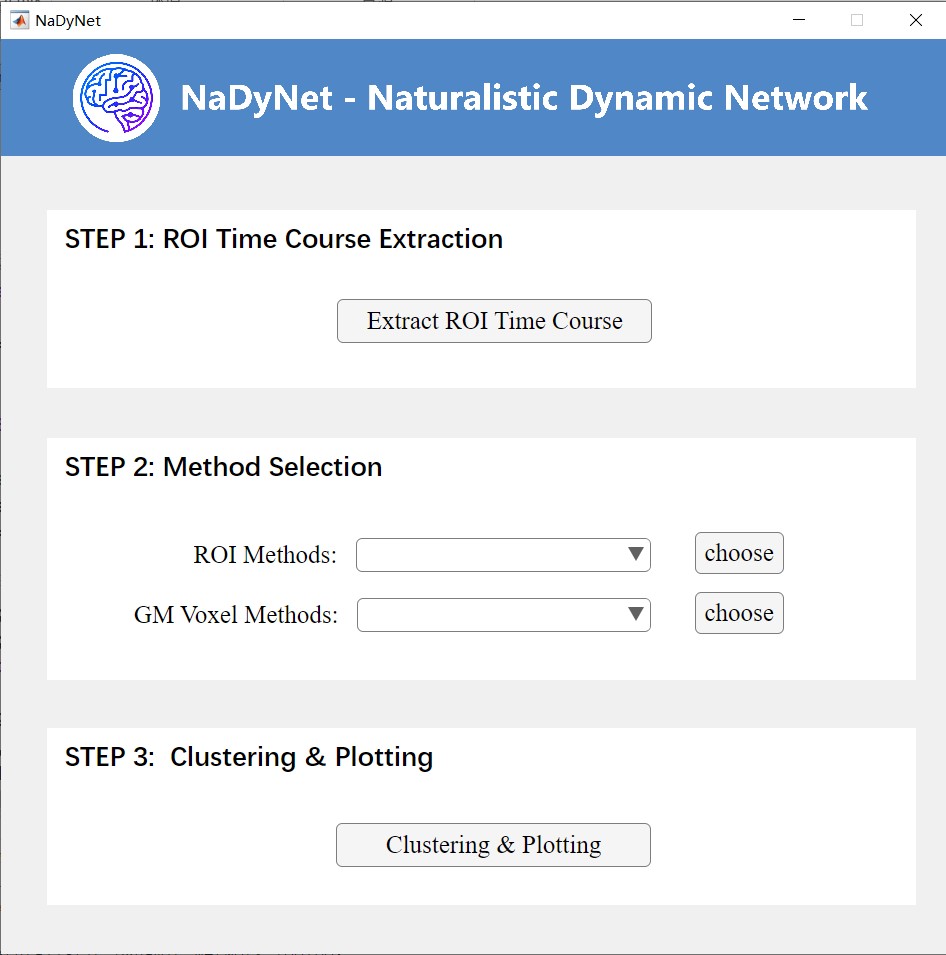 NaDyNet
NaDyNet - Naturalistic Dynamic Network
STEP 1: ROI Time Course Extraction
Extract ROI Time Course
STEP 2: Method Selection
ROI Methods:
choose
GM Voxel Methods:
choose
STEP 3: Clustering & Plotting
Clustering & Plotting